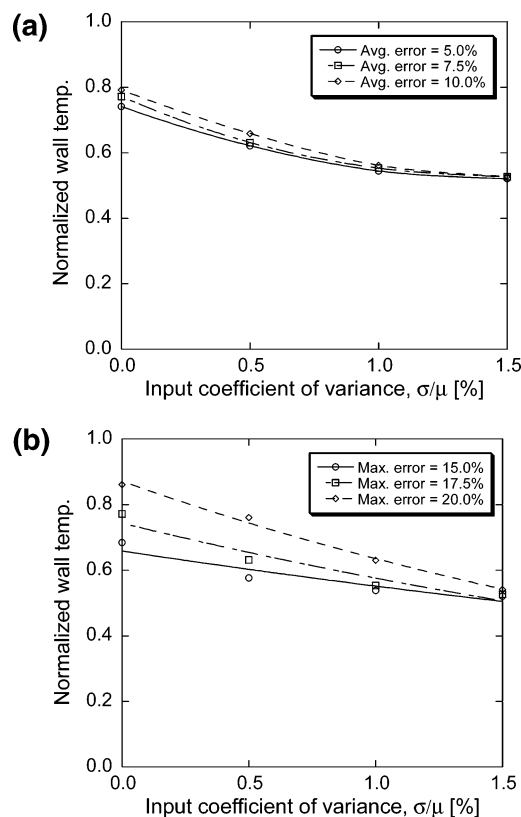 (a)
1.0
0.8
0.6
0.4
0.2
0.0
Normalized wall temp.
Avg. error = 5.0%
Avg. error = 7.5%
Avg. error = 10.0%
0.0 0.5 1.0 1.5
Input coefficient of variance, σ/μ [%]
(b)
1.0
0.8
0.6
0.4
0.2
0.0
Normalized wall temp.
Max. error = 15.0%
Max. error = 17.5%
Max. error = 20.0%
0.0 0.5 1.0 1.5
Input coefficient of variance, σ/μ [%]